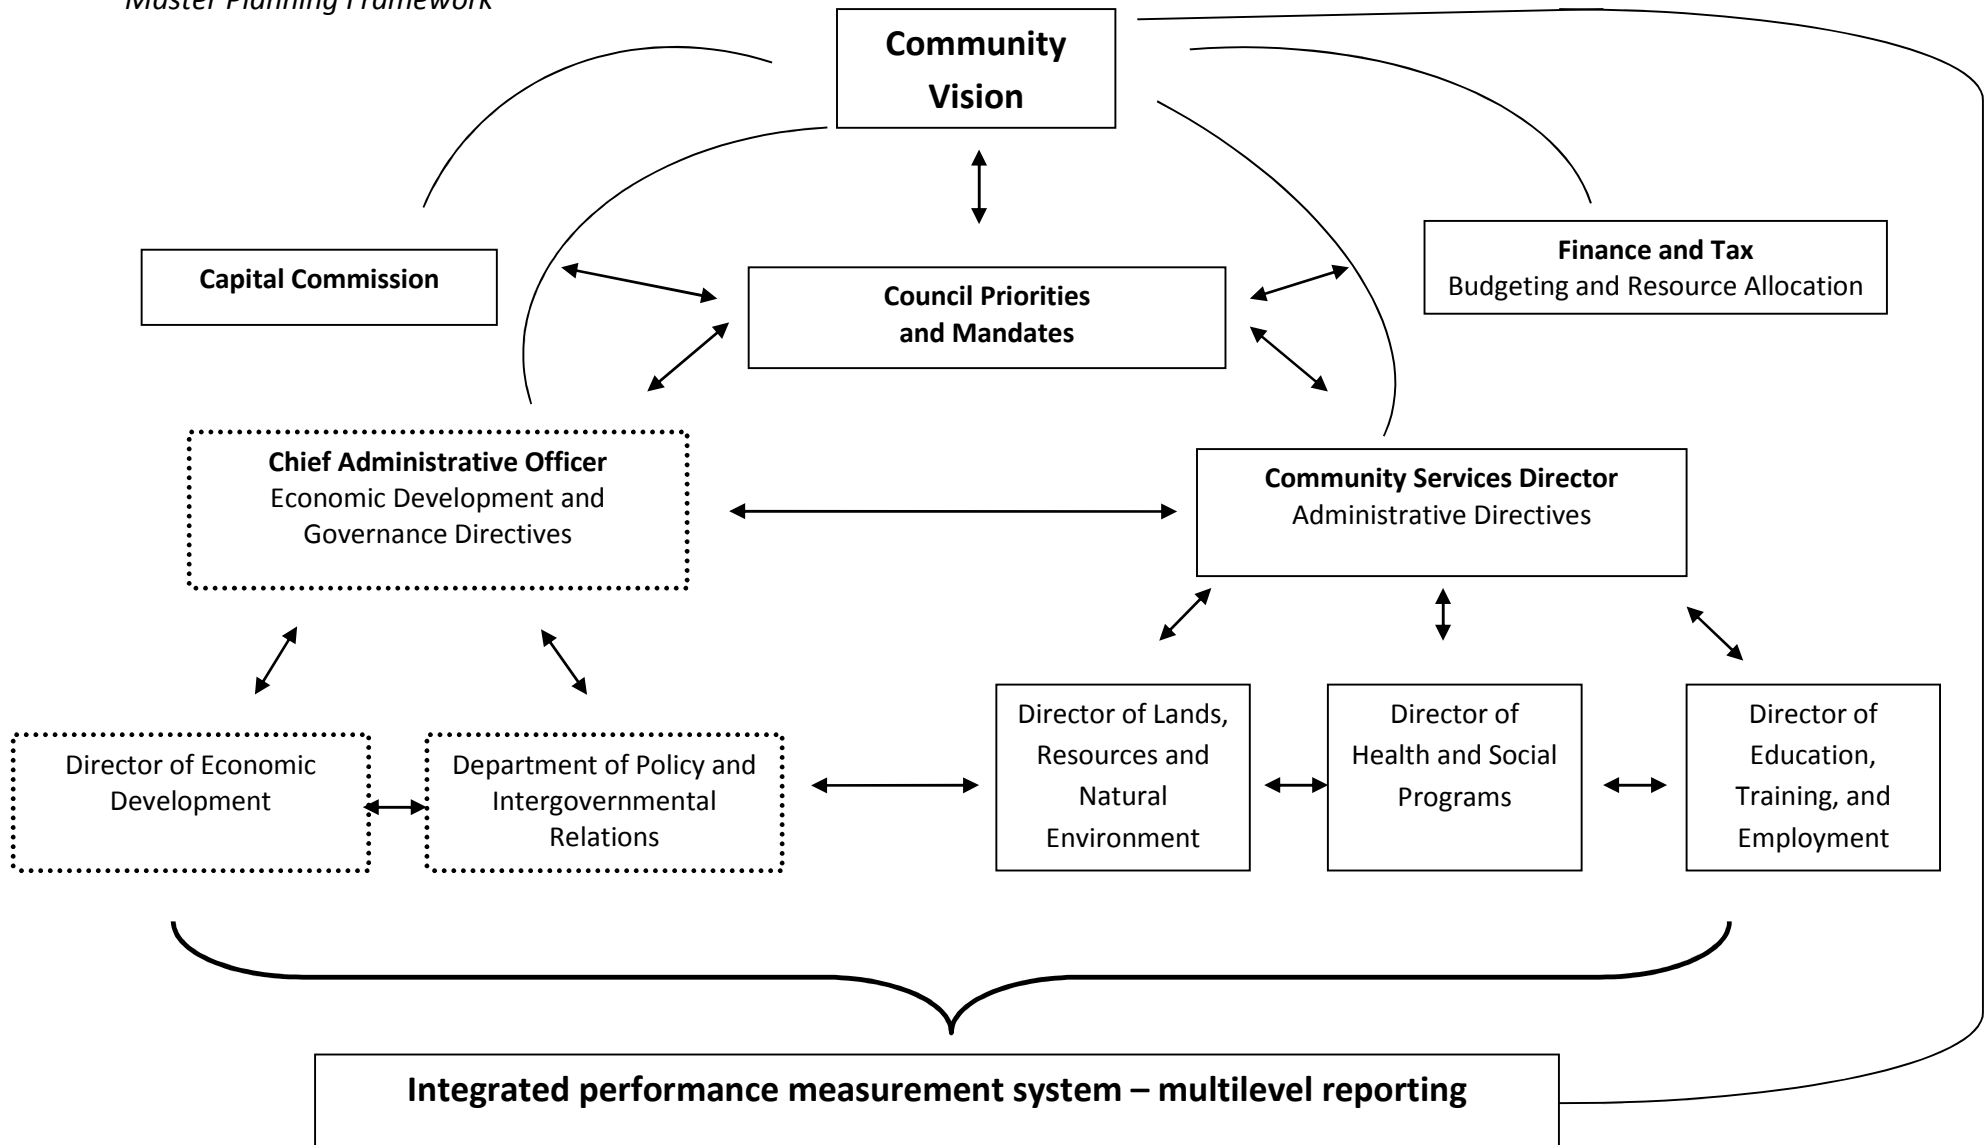 Master Planning Framework
Community
Vision
Capital Commission
Finance and Tax
Budgeting and Resource Allocation
Council Priorities
and Mandates
Chief Administrative Officer
Economic Development and
Governance Directives
Community Services Director
Administrative Directives
Director of Economic
Development
Department of Policy and
Intergovernmental
Relations
Director of Lands,
Resources and
Natural
Environment
Director of
Health and Social
Programs
Director of
Education,
Training, and
Employment
Integrated performance measurement system – multilevel reporting